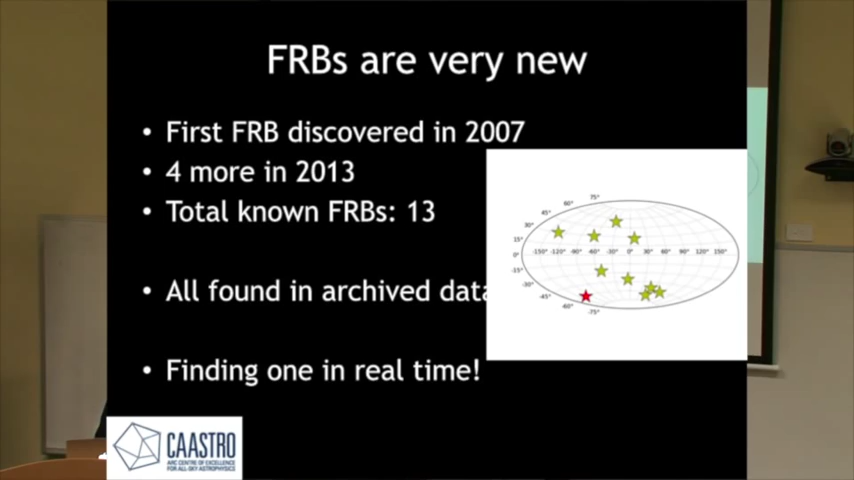 FRBs are very new
• First FRB discovered in 2007
• 4 more in 2013
• Total known FRBs: 13
• All found in archived data
• Finding one in real time!
75°
60°
45°
30°
15°
0°
-150° -120° -90° -60° -30° 0° 30° 60° 90° 120° 150°
-15°
-30°
-45°
-60°
-75°
CAASTRO
ARC CENTRE OF EXCELLENCE
FOR ALL-SKY ASTROPHYSICS